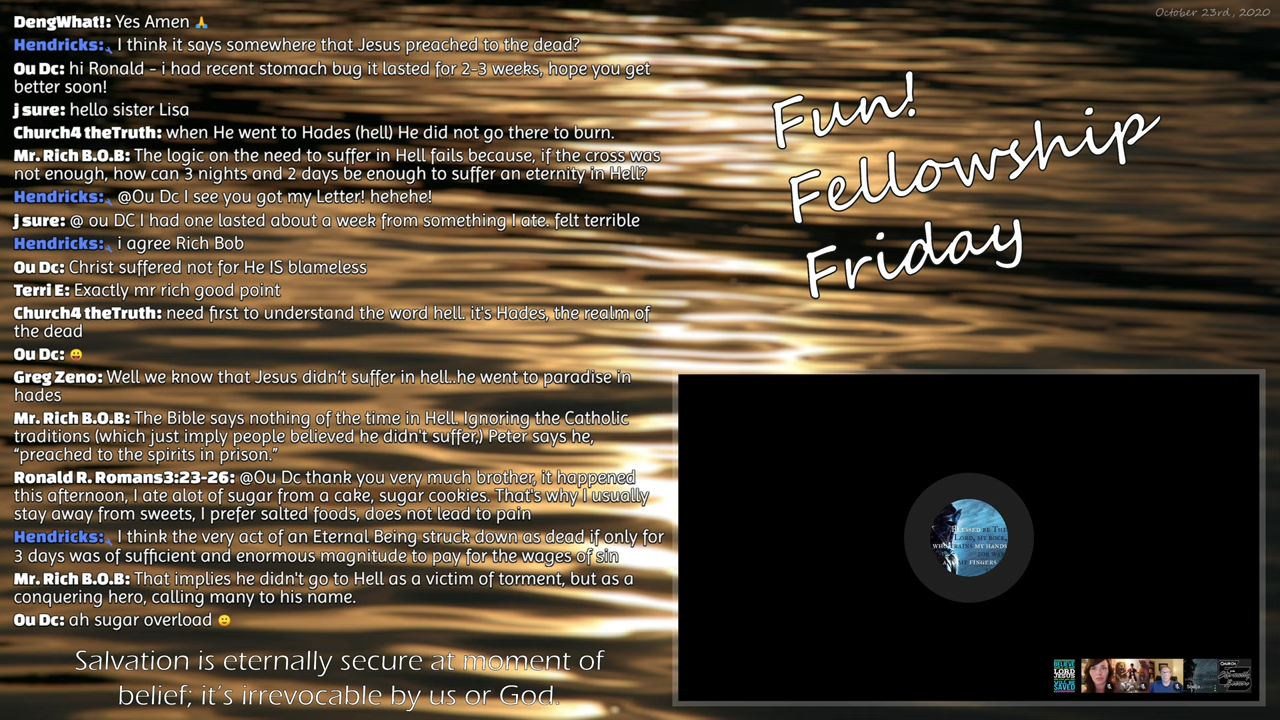 DengWhat!: Yes Amen 🙏
Hendricks: I think it says somewhere that Jesus preached to the dead?
Ou Dc: hi Ronald - i had recent stomach bug it lasted for 2-3 weeks, hope you get
better soon!
j sure: hello sister Lisa
Church4 theTruth: when He went to Hades (hell) He did not go there to burn.
Mr. Rich B.O.B: The logic on the need to suffer in Hell fails because, if the cross was
not enough, how can 3 nights and 2 days be enough to suffer an eternity in Hell?
Hendricks: @Ou Dc I see you got my Letter! hehehe!
j sure: @ ou DC I had one lasted about a week from something I ate. felt terrible
Hendricks: i agree Rich Bob
Ou Dc: Christ suffered not for He IS blameless
Terri E: Exactly mr rich good point
Church4 theTruth: need first to understand the word hell. it's Hades, the realm of
the dead
Ou Dc: 😛
Greg Zeno: Well we know that Jesus didn't suffer in hell..he went to paradise in
hades
Mr. Rich B.O.B: The Bible says nothing of the time in Hell. Ignoring the Catholic
traditions (which just imply people believed he didn't suffer,) Peter says he,
"preached to the spirits in prison."
Ronald R. Romans3:23-26: @Ou Dc thank you very much brother, it happened
this afternoon, I ate alot of sugar from a cake, sugar cookies. That's why I usually
stay away from sweets, I prefer salted foods, does not lead to pain
Hendricks: I think the very act of an Eternal Being struck down as dead if only for
3 days was of sufficient and enormous magnitude to pay for the wages of sin
Mr. Rich B.O.B: That implies he didn't go to Hell as a victim of torment, but as a
conquering hero, calling many to his name.
Ou Dc: ah sugar overload 🙂
Salvation is eternally secure at moment of
belief; it's irrevocable by us or God.
October 23rd, 2020
Fun!
Fellowship
Friday
Blessed be The
Lord, my rock,
my hands
for war
fingers
Believe
Lord
Jesus
Saved
Church